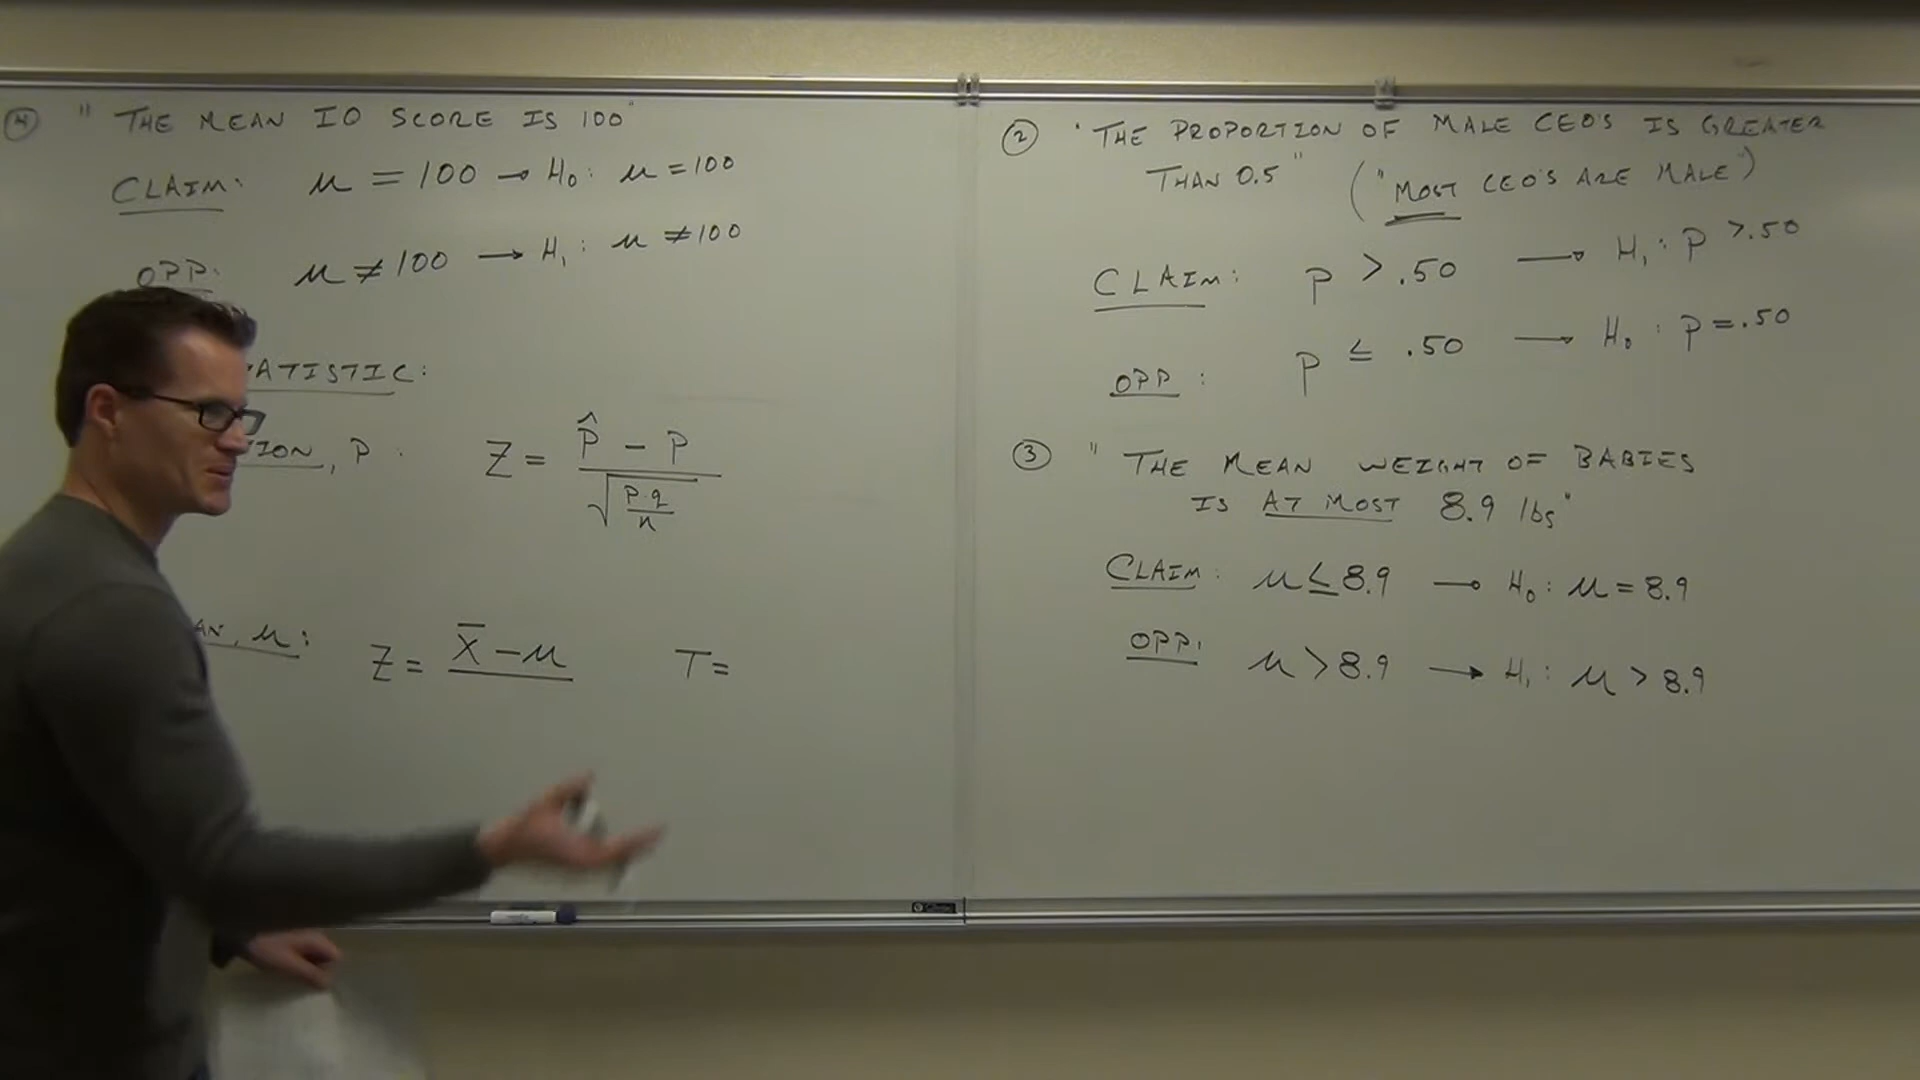 ④ " THE MEAN IQ SCORE IS 100"
CLAIM: μ = 100 → H₀: μ = 100
OPP: μ ≠ 100 → H₁: μ ≠ 100
ATISTIC:
TION, P : Z = p̂ - p / √(p·q / n)
AN, μ: Z = x̄ - μ T =
② "THE PROPORTION OF MALE CEO'S IS GREATER
THAN 0.5" ("MOST CEO'S ARE MALE")
CLAIM: p > .50 → H₁: p > .50
OPP: p ≤ .50 → H₀: p = .50
③ "THE MEAN WEIGHT OF BABIES
IS AT MOST 8.9 lbs"
CLAIM: μ ≤ 8.9 → H₀: μ = 8.9
OPP: μ > 8.9 → H₁: μ > 8.9